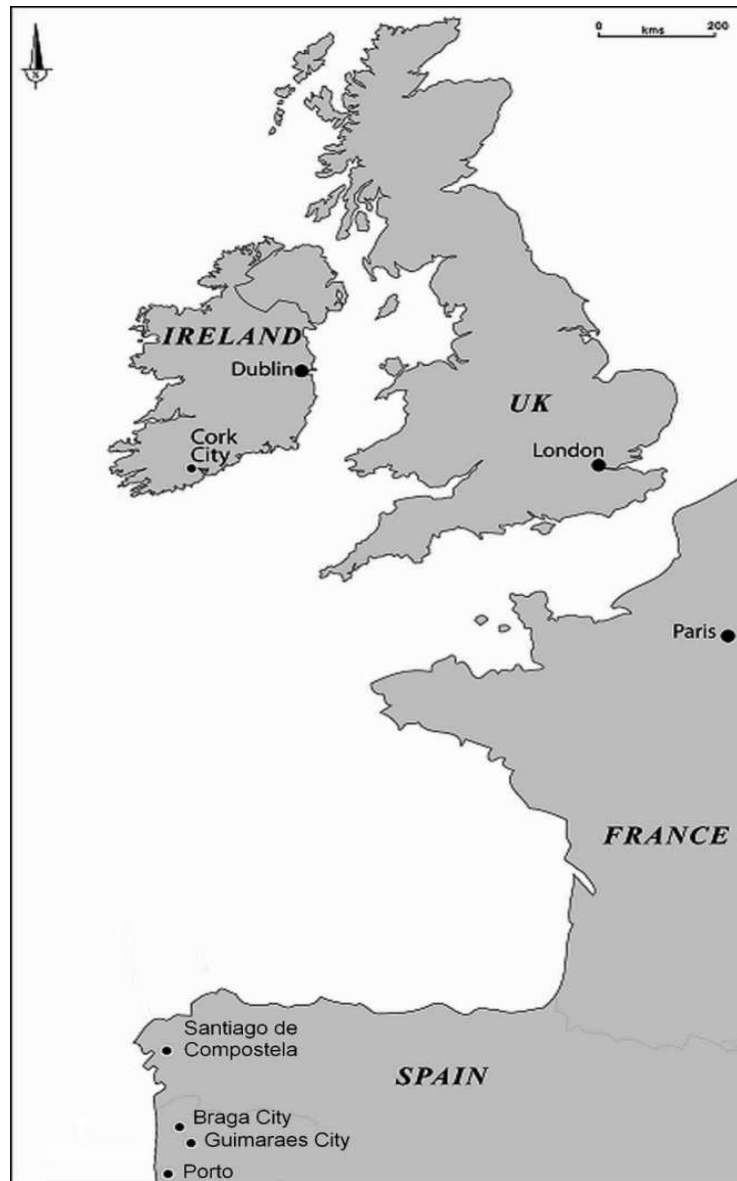 0 200
kms
IRELAND
Dublin
UK
Cork
City
London
Paris
FRANCE
Santiago de
Compostela
SPAIN
Braga City
Guimaraes City
Porto